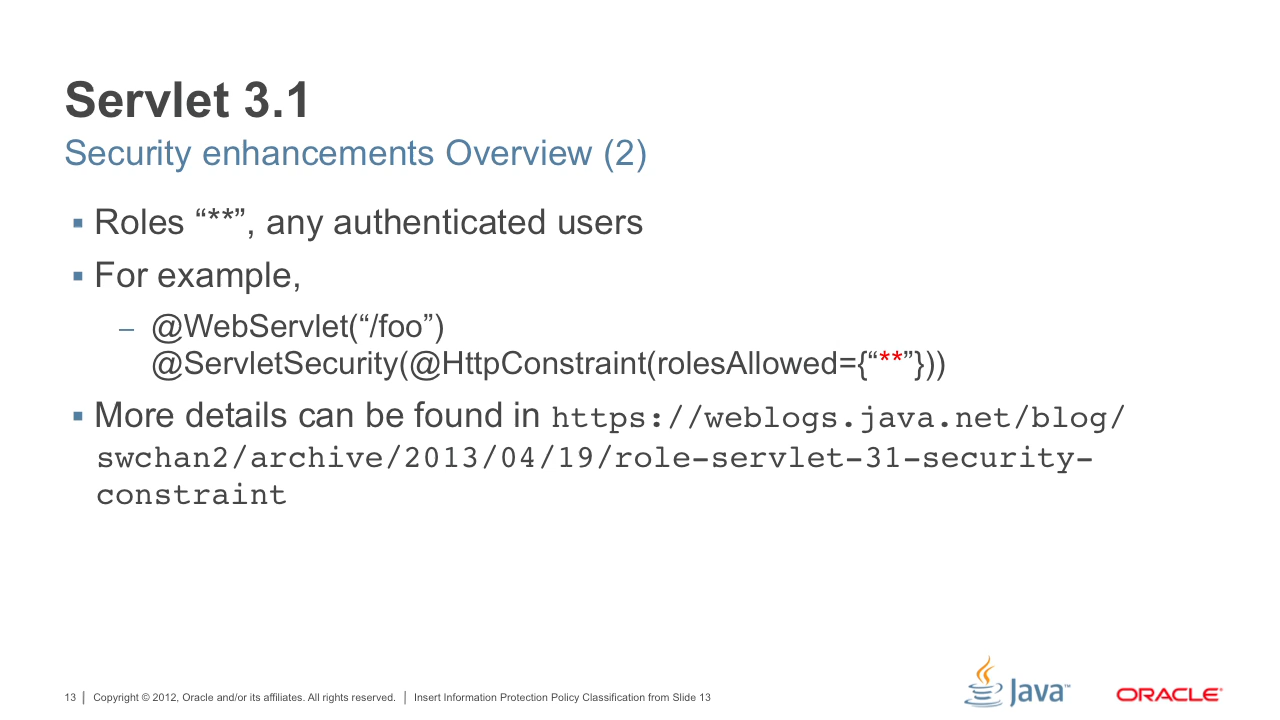 Servlet 3.1
Security enhancements Overview (2)
▪ Roles “**”, any authenticated users
▪ For example,
– @WebServlet(“/foo”)
@ServletSecurity(@HttpConstraint(rolesAllowed={“**”}))
▪ More details can be found in https://weblogs.java.net/blog/
swchan2/archive/2013/04/19/role-servlet-31-security-
constraint
13 | Copyright © 2012, Oracle and/or its affiliates. All rights reserved. | Insert Information Protection Policy Classification from Slide 13
Java™
ORACLE®